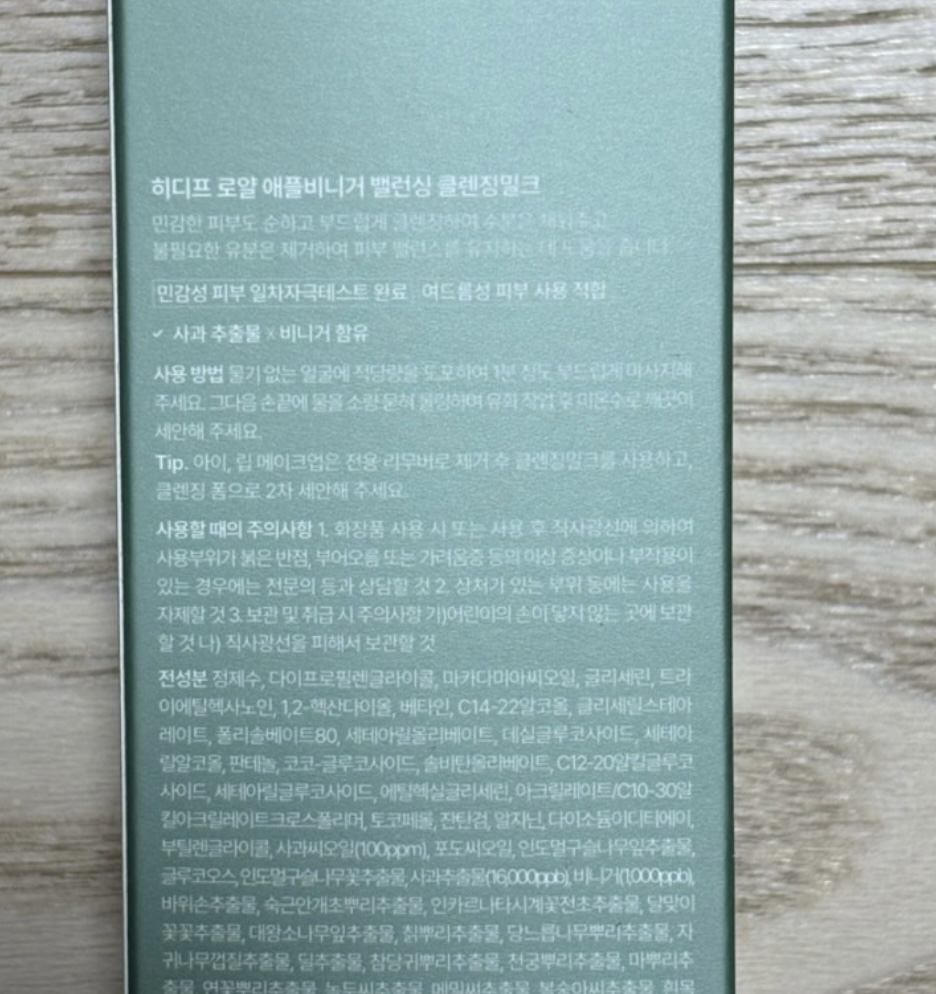 히디프 로얄 애플비니거 밸런싱 클렌징밀크
민감한 피부도 순하고 부드럽게 클렌징하여 수분은 채워주고
불필요한 유분은 제거하여 피부 밸런스를 유지하는 데 도움을 줍니다.
민감성 피부 일차자극테스트 완료 여드름성 피부 사용 적합
✓ 사과 추출물 x 비니거 함유
사용 방법 물기 없는 얼굴에 적당량을 도포하여 1분 정도 부드럽게 마사지해
주세요. 그다음 손끝에 물을 소량 묻혀 롤링하며 유화 작업 후 미온수로 깨끗이
세안해 주세요.
Tip. 아이, 립 메이크업은 전용 리무버로 제거 후 클렌징밀크를 사용하고,
클렌징 폼으로 2차 세안해 주세요.
사용할 때의 주의사항 1. 화장품 사용 시 또는 사용 후 직사광선에 의하여
사용부위가 붉은 반점, 부어오름 또는 가려움증 등의 이상 증상이나 부작용이
있는 경우에는 전문의 등과 상담할 것 2. 상처가 있는 부위 등에는 사용을
자제할 것 3. 보관 및 취급 시 주의사항 가)어린이의 손이 닿지 않는 곳에 보관
할 것 나) 직사광선을 피해서 보관할 것
전성분 정제수, 다이프로필렌글라이콜, 마카다미아씨오일, 글리세린, 트라
이에틸헥사노인, 1,2-헥산다이올, 베타인, C14-22알코올, 글리세릴스테아
레이트, 폴리솔베이트80, 세테아릴올리베이트, 데실글루코사이드, 세테아
릴알코올, 판테놀, 코코-글루코사이드, 솔비탄올리베이트, C12-20알킬글루코
사이드, 세테아릴글루코사이드, 에틸헥실글리세린, 아크릴레이트/C10-30알
킬아크릴레이트크로스폴리머, 토코페롤, 잔탄검, 알지닌, 다이소듐이디티에이,
부틸렌글라이콜, 사과씨오일(100ppm), 포도씨오일, 인도멀구슬나무잎추출물,
글루코오스, 인도멀구슬나무꽃추출물, 사과추출물(16,000ppb), 비니거(1,000ppb),
바위손추출물, 숙근안개초뿌리추출물, 인카르나타시계꽃전초추출물, 달맞이
꽃꽃추출물, 대왕소나무잎추출물, 칡뿌리추출물, 당느릅나무뿌리추출물, 자
귀나무껍질추출물, 딜추출물, 참당귀뿌리추출물, 천궁뿌리추출물, 마뿌리추
출물, 연꽃뿌리추출물, 녹두씨추출물, 메밀씨추출물, 복숭아씨추출물, 흰목